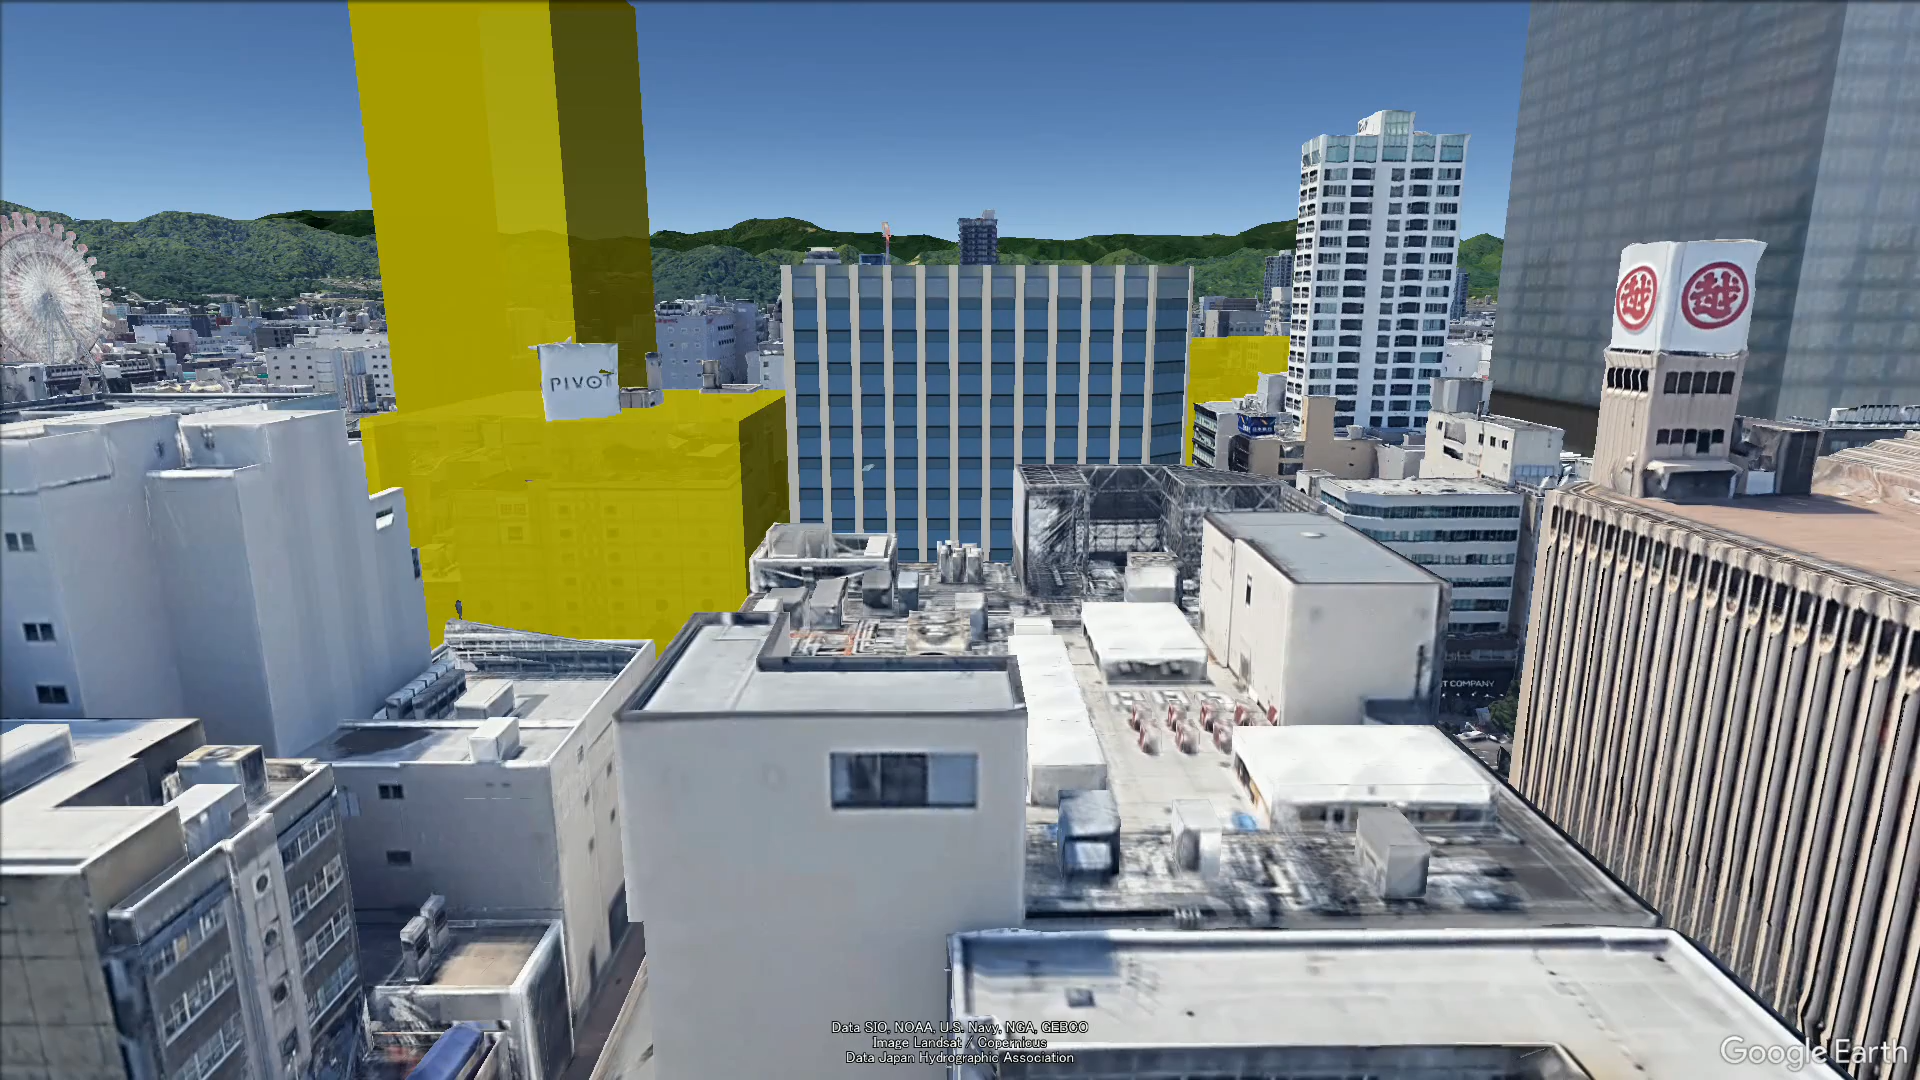 PIVOT
越
越
T COMPANY
Data SIO, NOAA, U.S. Navy, NGA, GEBCO
Image Landsat / Copernicus
Data Japan Hydrographic Association
Google Earth